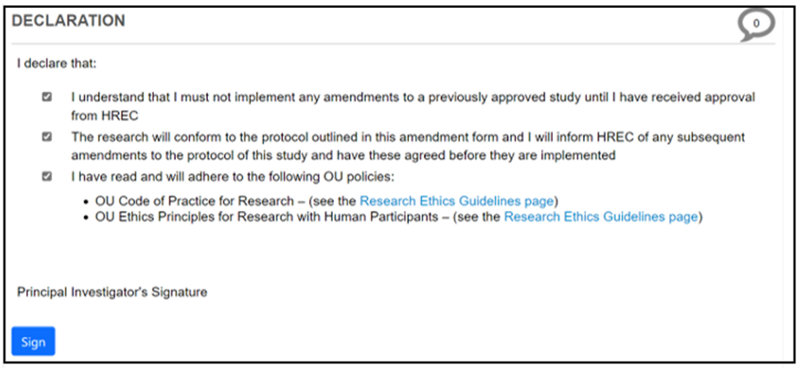 DECLARATION
0
I declare that:
I understand that I must not implement any amendments to a previously approved study until I have received approval
from HREC
The research will conform to the protocol outlined in this amendment form and I will inform HREC of any subsequent
amendments to the protocol of this study and have these agreed before they are implemented
I have read and will adhere to the following OU policies:
• OU Code of Practice for Research – (see the Research Ethics Guidelines page)
• OU Ethics Principles for Research with Human Participants – (see the Research Ethics Guidelines page)
Principal Investigator's Signature
Sign